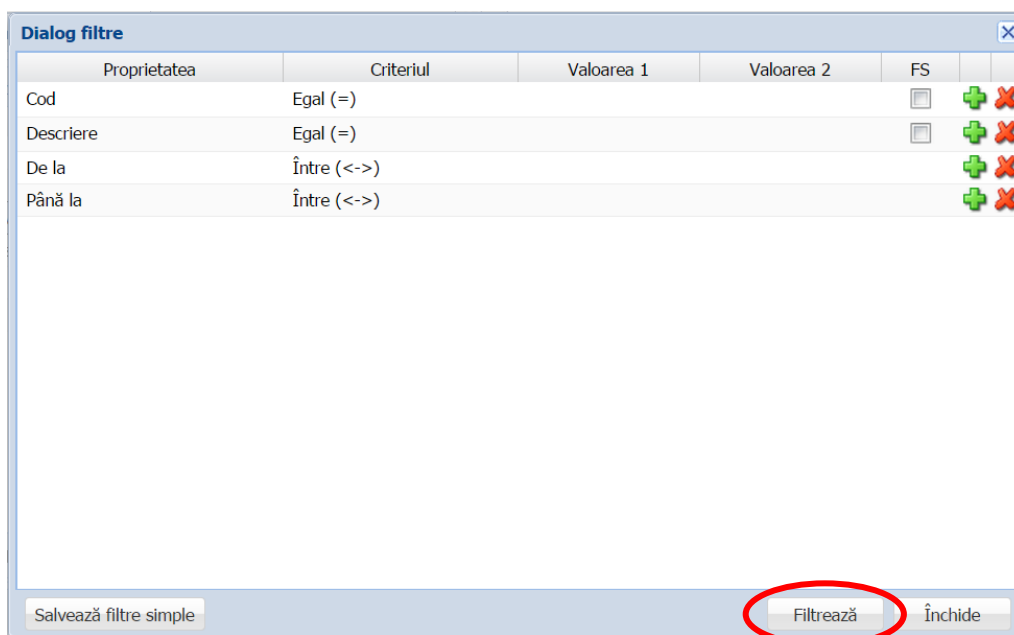 Dialog filtre
Proprietatea Criteriul Valoarea 1 Valoarea 2 FS
Cod Egal (=)
Descriere Egal (=)
De la Între (<->)
Până la Între (<->)
Salvează filtre simple Filtrează Închide